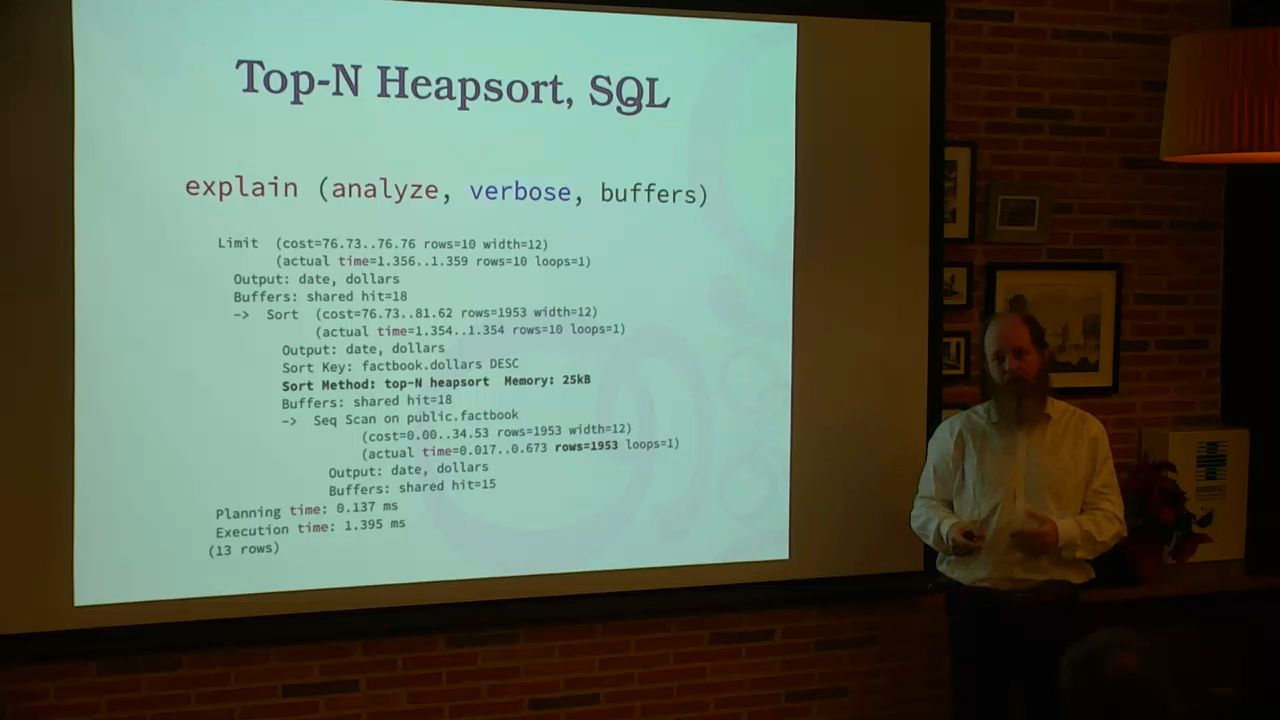 Top-N Heapsort, SQL
explain (analyze, verbose, buffers)
Limit (cost=76.73..76.76 rows=10 width=12)
(actual time=1.356..1.359 rows=10 loops=1)
Output: date, dollars
Buffers: shared hit=18
-> Sort (cost=76.73..81.62 rows=1953 width=12)
(actual time=1.354..1.354 rows=10 loops=1)
Output: date, dollars
Sort Key: factbook.dollars DESC
Sort Method: top-N heapsort Memory: 25kB
Buffers: shared hit=18
-> Seq Scan on public.factbook
(cost=0.00..34.53 rows=1953 width=12)
(actual time=0.017..0.673 rows=1953 loops=1)
Output: date, dollars
Buffers: shared hit=15
Planning time: 0.137 ms
Execution time: 1.395 ms
(13 rows)